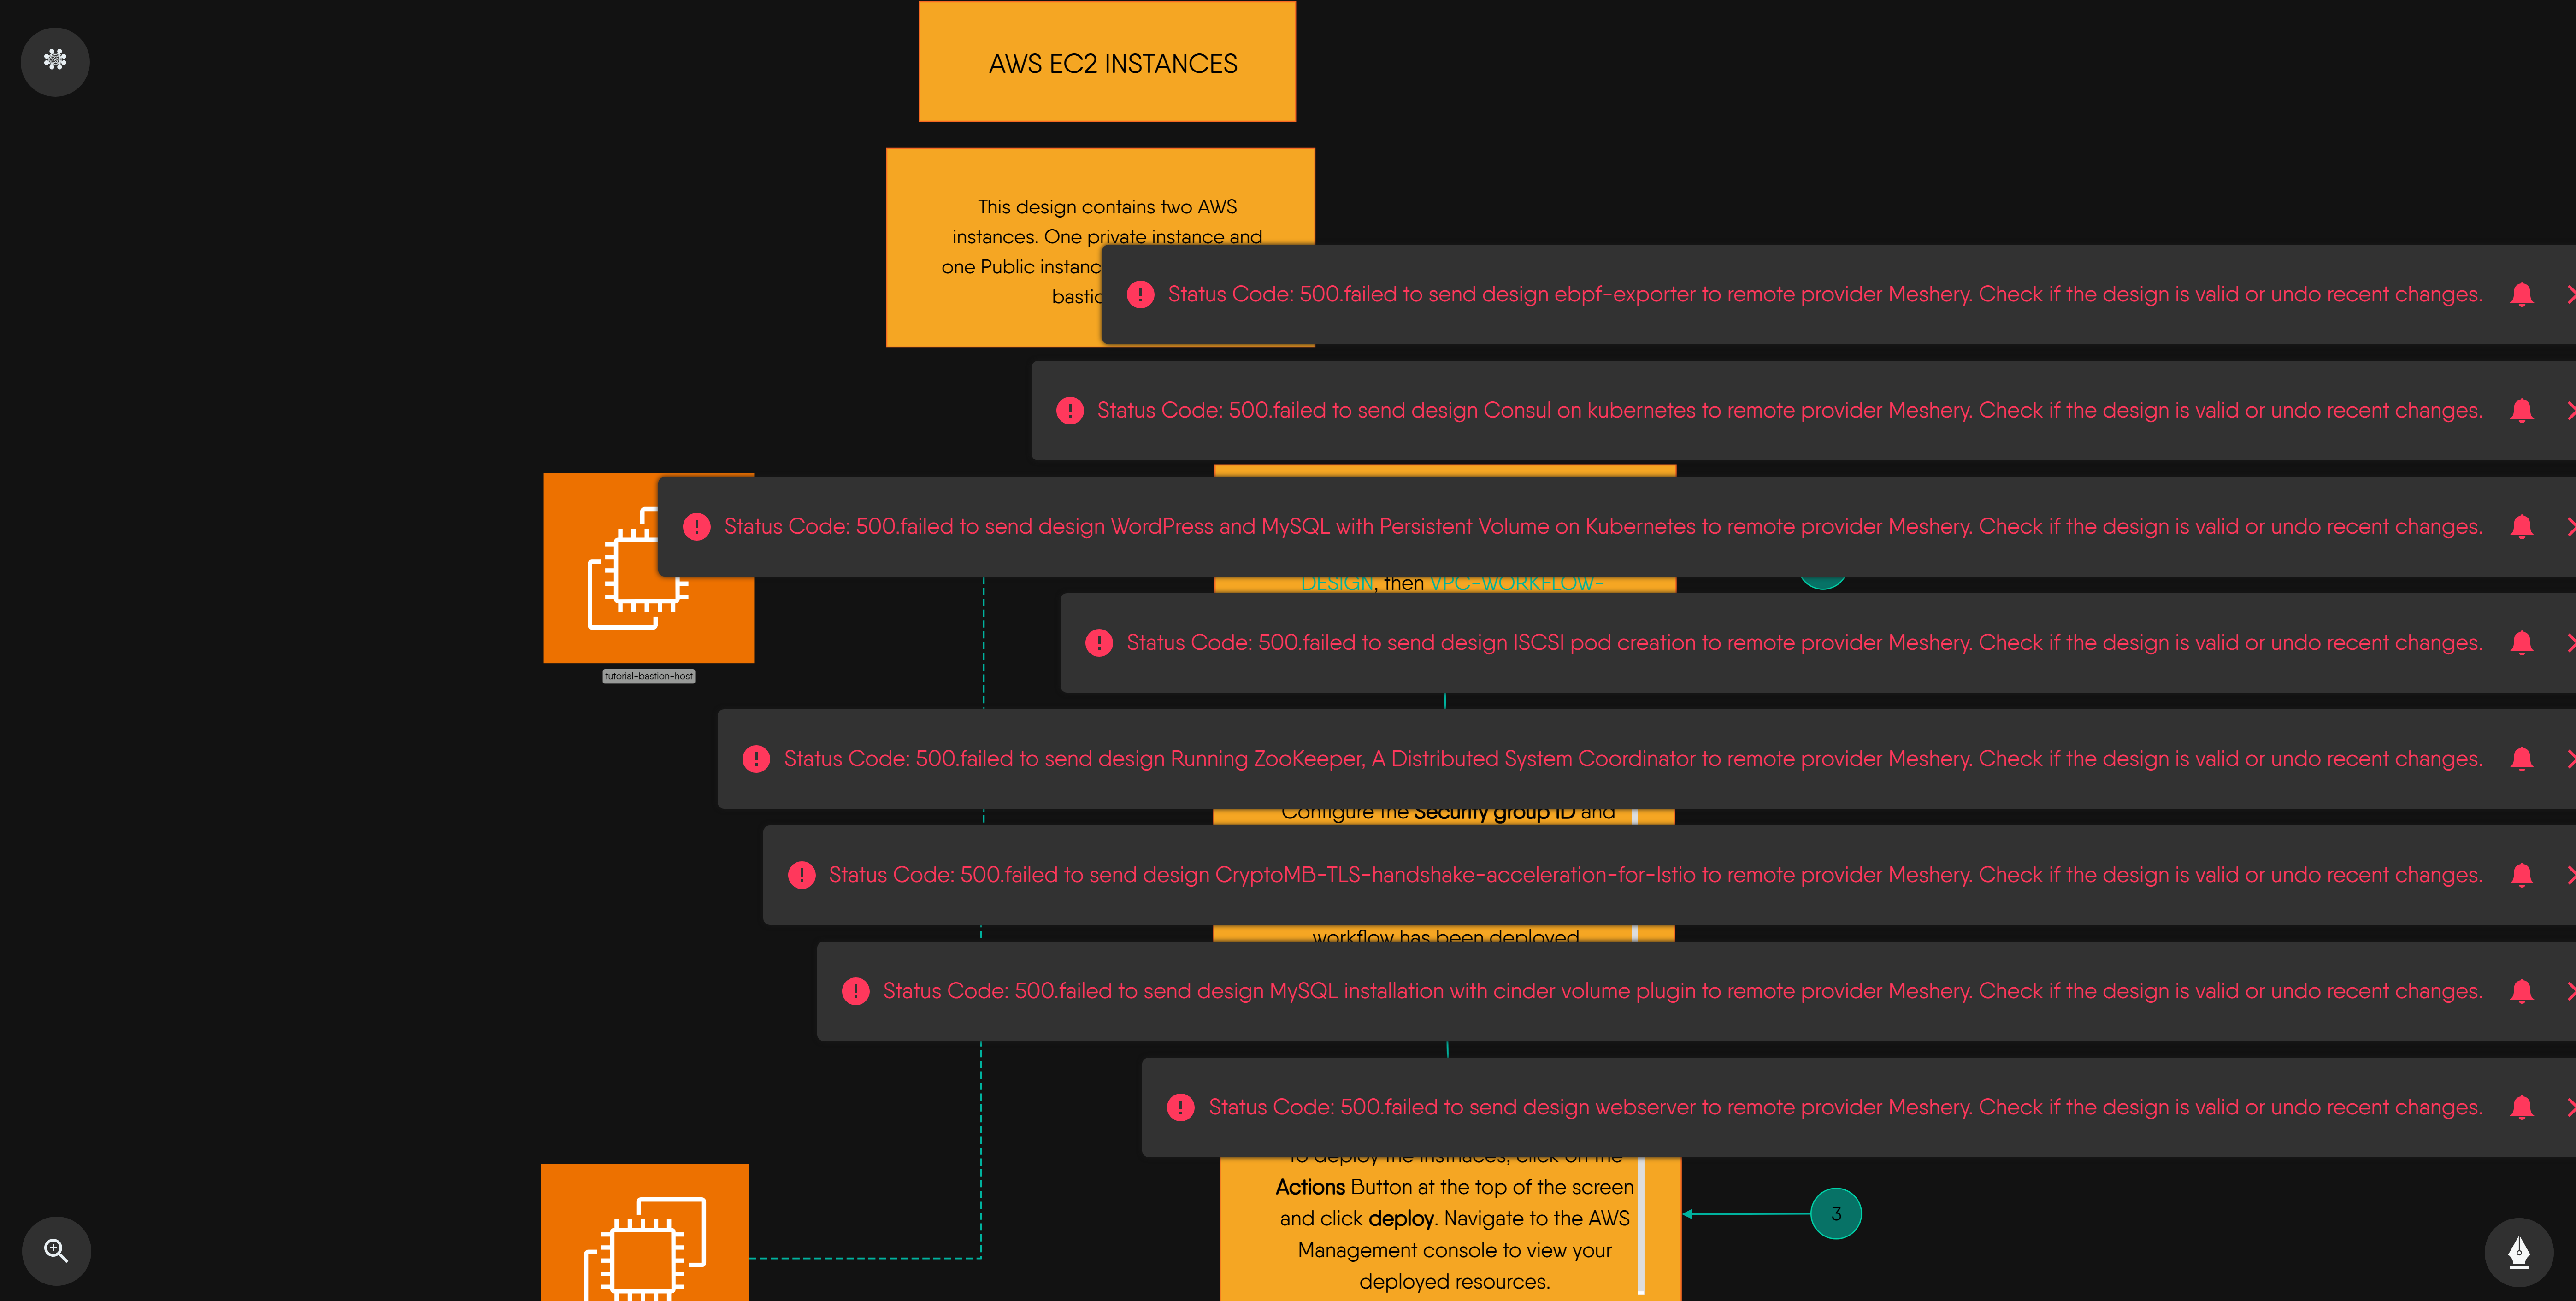 AWS EC2 INSTANCES
This design contains two AWS
instances. One private instance and
one Public instanc
bastio
Status Code: 500.failed to send design ebpf-exporter to remote provider Meshery. Check if the design is valid or undo recent changes.
Status Code: 500.failed to send design Consul on kubernetes to remote provider Meshery. Check if the design is valid or undo recent changes.
Status Code: 500.failed to send design WordPress and MySQL with Persistent Volume on Kubernetes to remote provider Meshery. Check if the design is valid or undo recent changes.
DESIGN, then VPC-WORKFLOW-
Status Code: 500.failed to send design ISCSI pod creation to remote provider Meshery. Check if the design is valid or undo recent changes.
tutorial-bastion-host
Status Code: 500.failed to send design Running ZooKeeper, A Distributed System Coordinator to remote provider Meshery. Check if the design is valid or undo recent changes.
Configure the Security group ID and
Status Code: 500.failed to send design CryptoMB-TLS-handshake-acceleration-for-Istio to remote provider Meshery. Check if the design is valid or undo recent changes.
workflow has been deployed
Status Code: 500.failed to send design MySQL installation with cinder volume plugin to remote provider Meshery. Check if the design is valid or undo recent changes.
Status Code: 500.failed to send design webserver to remote provider Meshery. Check if the design is valid or undo recent changes.
To deploy the instnaces, click on the
Actions Button at the top of the screen
and click deploy. Navigate to the AWS
Management console to view your
deployed resources.
3